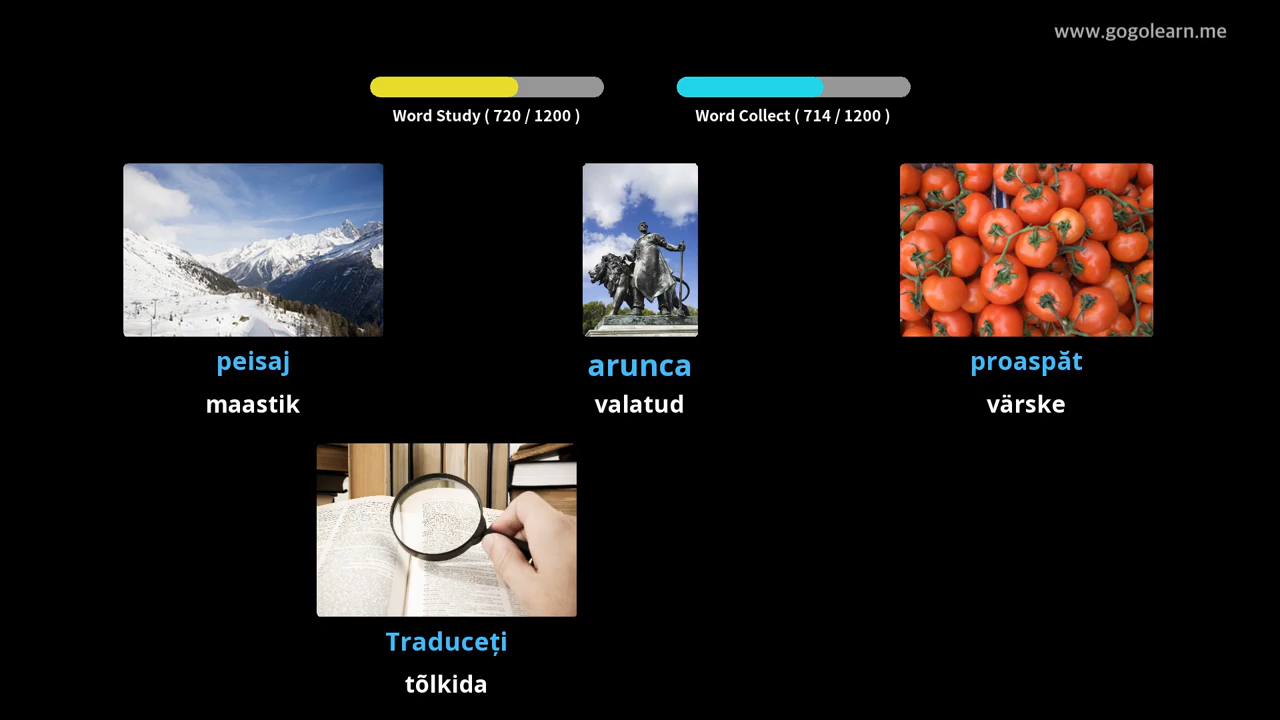 www.gogolearn.me
Word Study ( 720 / 1200 )
Word Collect ( 714 / 1200 )
peisaj
arunca
proaspăt
maastik
valatud
värske
Traduceți
tõlkida